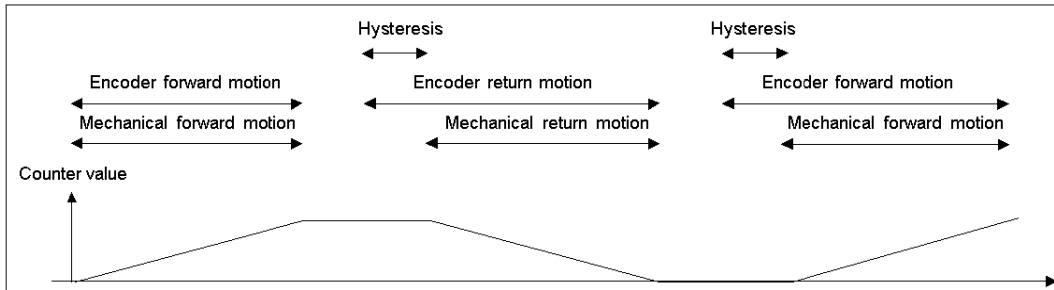 Hysteresis
Hysteresis
Encoder forward motion
Encoder return motion
Encoder forward motion
Mechanical forward motion
Mechanical return motion
Mechanical forward motion
Counter value